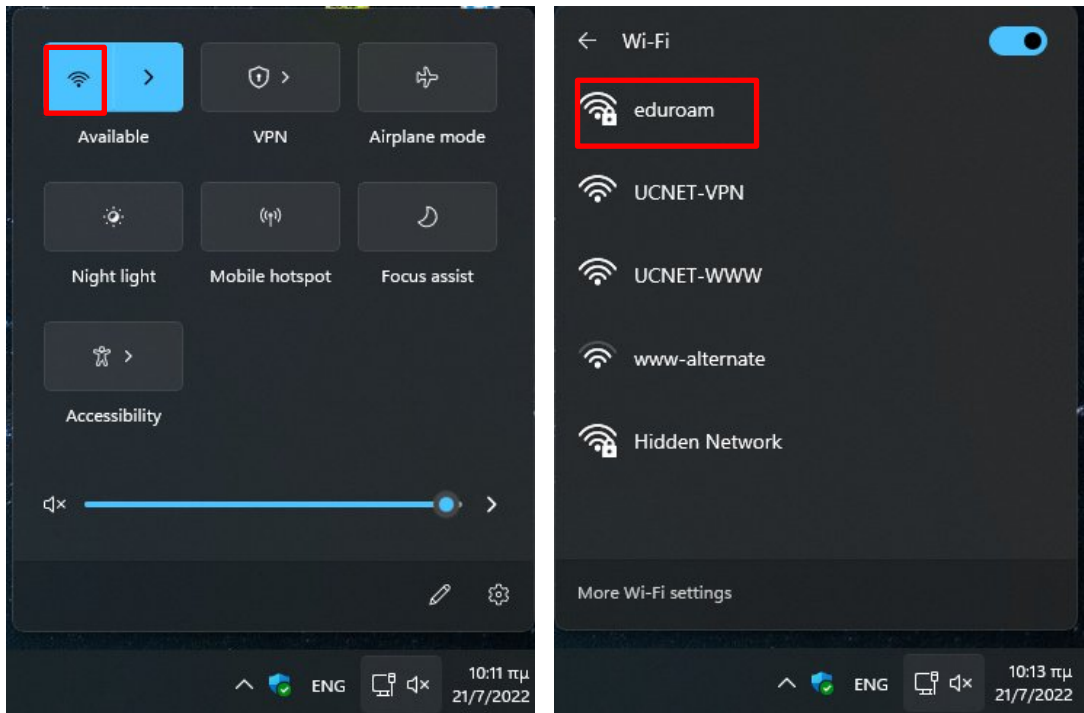 Available
VPN
Airplane mode
Night light
Mobile hotspot
Focus assist
Accessibility
ENG
10:11 πμ
21/7/2022
Wi-Fi
eduroam
UCNET-VPN
UCNET-WWW
www-alternate
Hidden Network
More Wi-Fi settings
ENG
10:13 πμ
21/7/2022